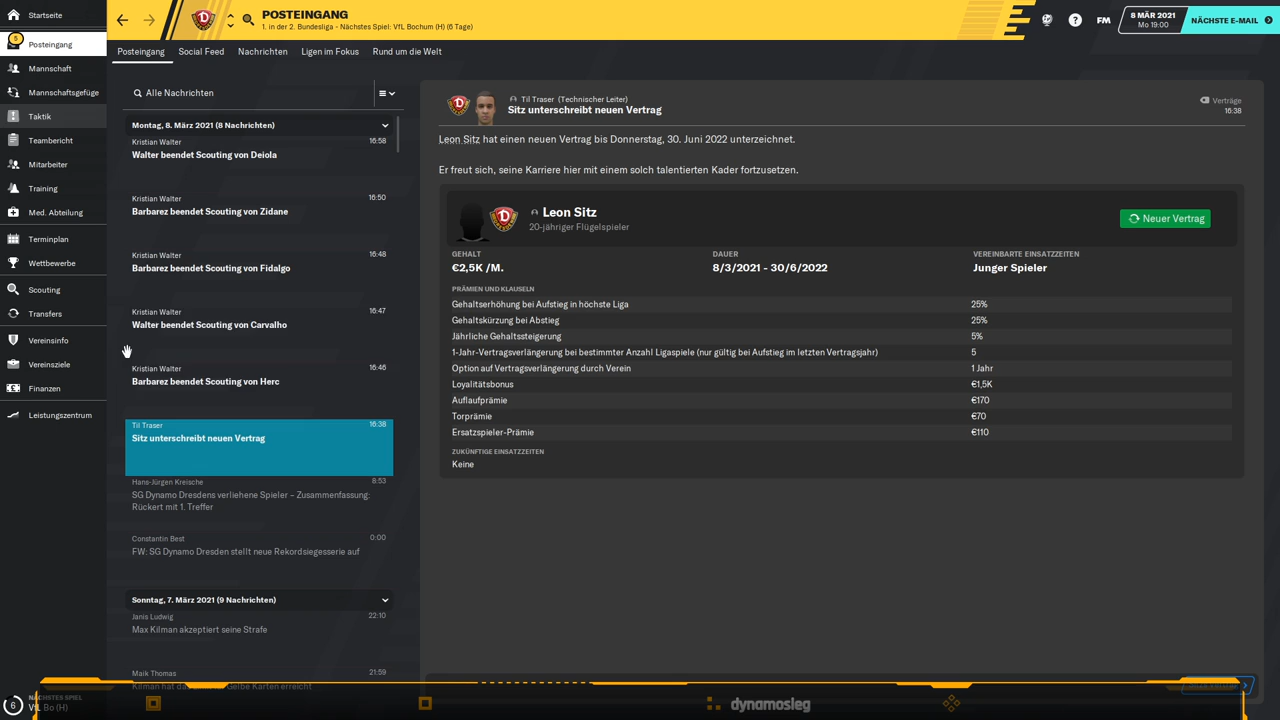 Startseite
5
Posteingang
Mannschaft
Mannschaftsgefüge
Taktik
Teambericht
Mitarbeiter
Training
Med. Abteilung
Terminplan
Wettbewerbe
Scouting
Transfers
Vereinsinfo
Vereinsziele
Finanzen
Leistungszentrum
NÄCHSTES SPIEL
6
D
POSTEINGANG
1. in der 2. Bundesliga - Nächstes Spiel: VfL Bochum (H) (6 Tage)
?
FM
8 MÄR 2021
Mo 19:00
NÄCHSTE E-MAIL
Posteingang
Social Feed
Nachrichten
Ligen im Fokus
Rund um die Welt
Alle Nachrichten
Montag, 8. März 2021 (8 Nachrichten)
Kristian Walter 16:58
Walter beendet Scouting von Deiola
Kristian Walter 16:50
Barbarez beendet Scouting von Zidane
Kristian Walter 16:48
Barbarez beendet Scouting von Fidalgo
Kristian Walter 16:47
Walter beendet Scouting von Carvalho
Kristian Walter 16:46
Barbarez beendet Scouting von Herc
Til Traser 16:38
Sitz unterschreibt neuen Vertrag
Hans-Jürgen Kreische 8:53
SG Dynamo Dresdens verliehene Spieler – Zusammenfassung:
Rückert mit 1. Treffer
Constantin Best 0:00
FW: SG Dynamo Dresden stellt neue Rekordsiegesserie auf
Sonntag, 7. März 2021 (9 Nachrichten)
Janis Ludwig 22:10
Max Kilman akzeptiert seine Strafe
Maik Thomas 21:59
Gelbe Karten erreicht
D
Til Traser (Technischer Leiter)
Sitz unterschreibt neuen Vertrag
Verträge
16:38
Leon Sitz hat einen neuen Vertrag bis Donnerstag, 30. Juni 2022 unterzeichnet.
Er freut sich, seine Karriere hier mit einem solch talentierten Kader fortzusetzen.
D
Leon Sitz
20-jähriger Flügelspieler
Neuer Vertrag
GEHALT DAUER VEREINBARTE EINSATZZEITEN
€2,5K /M. 8/3/2021 - 30/6/2022 Junger Spieler
PRÄMIEN UND KLAUSELN
Gehaltserhöhung bei Aufstieg in höchste Liga 25%
Gehaltskürzung bei Abstieg 25%
Jährliche Gehaltssteigerung 5%
1-Jahr-Vertragsverlängerung bei bestimmter Anzahl Ligaspiele (nur gültig bei Aufstieg im letzten Vertragsjahr) 5
Option auf Vertragsverlängerung durch Verein 1 Jahr
Loyalitätsbonus €1,5K
Auflaufprämie €170
Torprämie €70
Ersatzspieler-Prämie €110
ZUKÜNFTIGE EINSATZZEITEN
Keine
dynamosleg